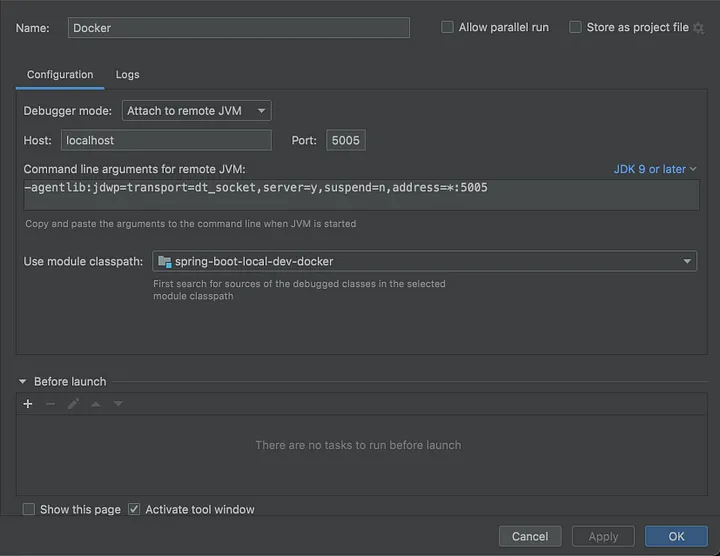 Name: Docker
Allow parallel run
Store as project file
Configuration Logs
Debugger mode: Attach to remote JVM
Host: localhost Port: 5005
Command line arguments for remote JVM: JDK 9 or later
-agentlib:jdwp=transport=dt_socket,server=y,suspend=n,address=*:5005
Copy and paste the arguments to the command line when JVM is started
Use module classpath: spring-boot-local-dev-docker
First search for sources of the debugged classes in the selected
module classpath
Before launch
There are no tasks to run before launch
Show this page Activate tool window
Cancel Apply OK